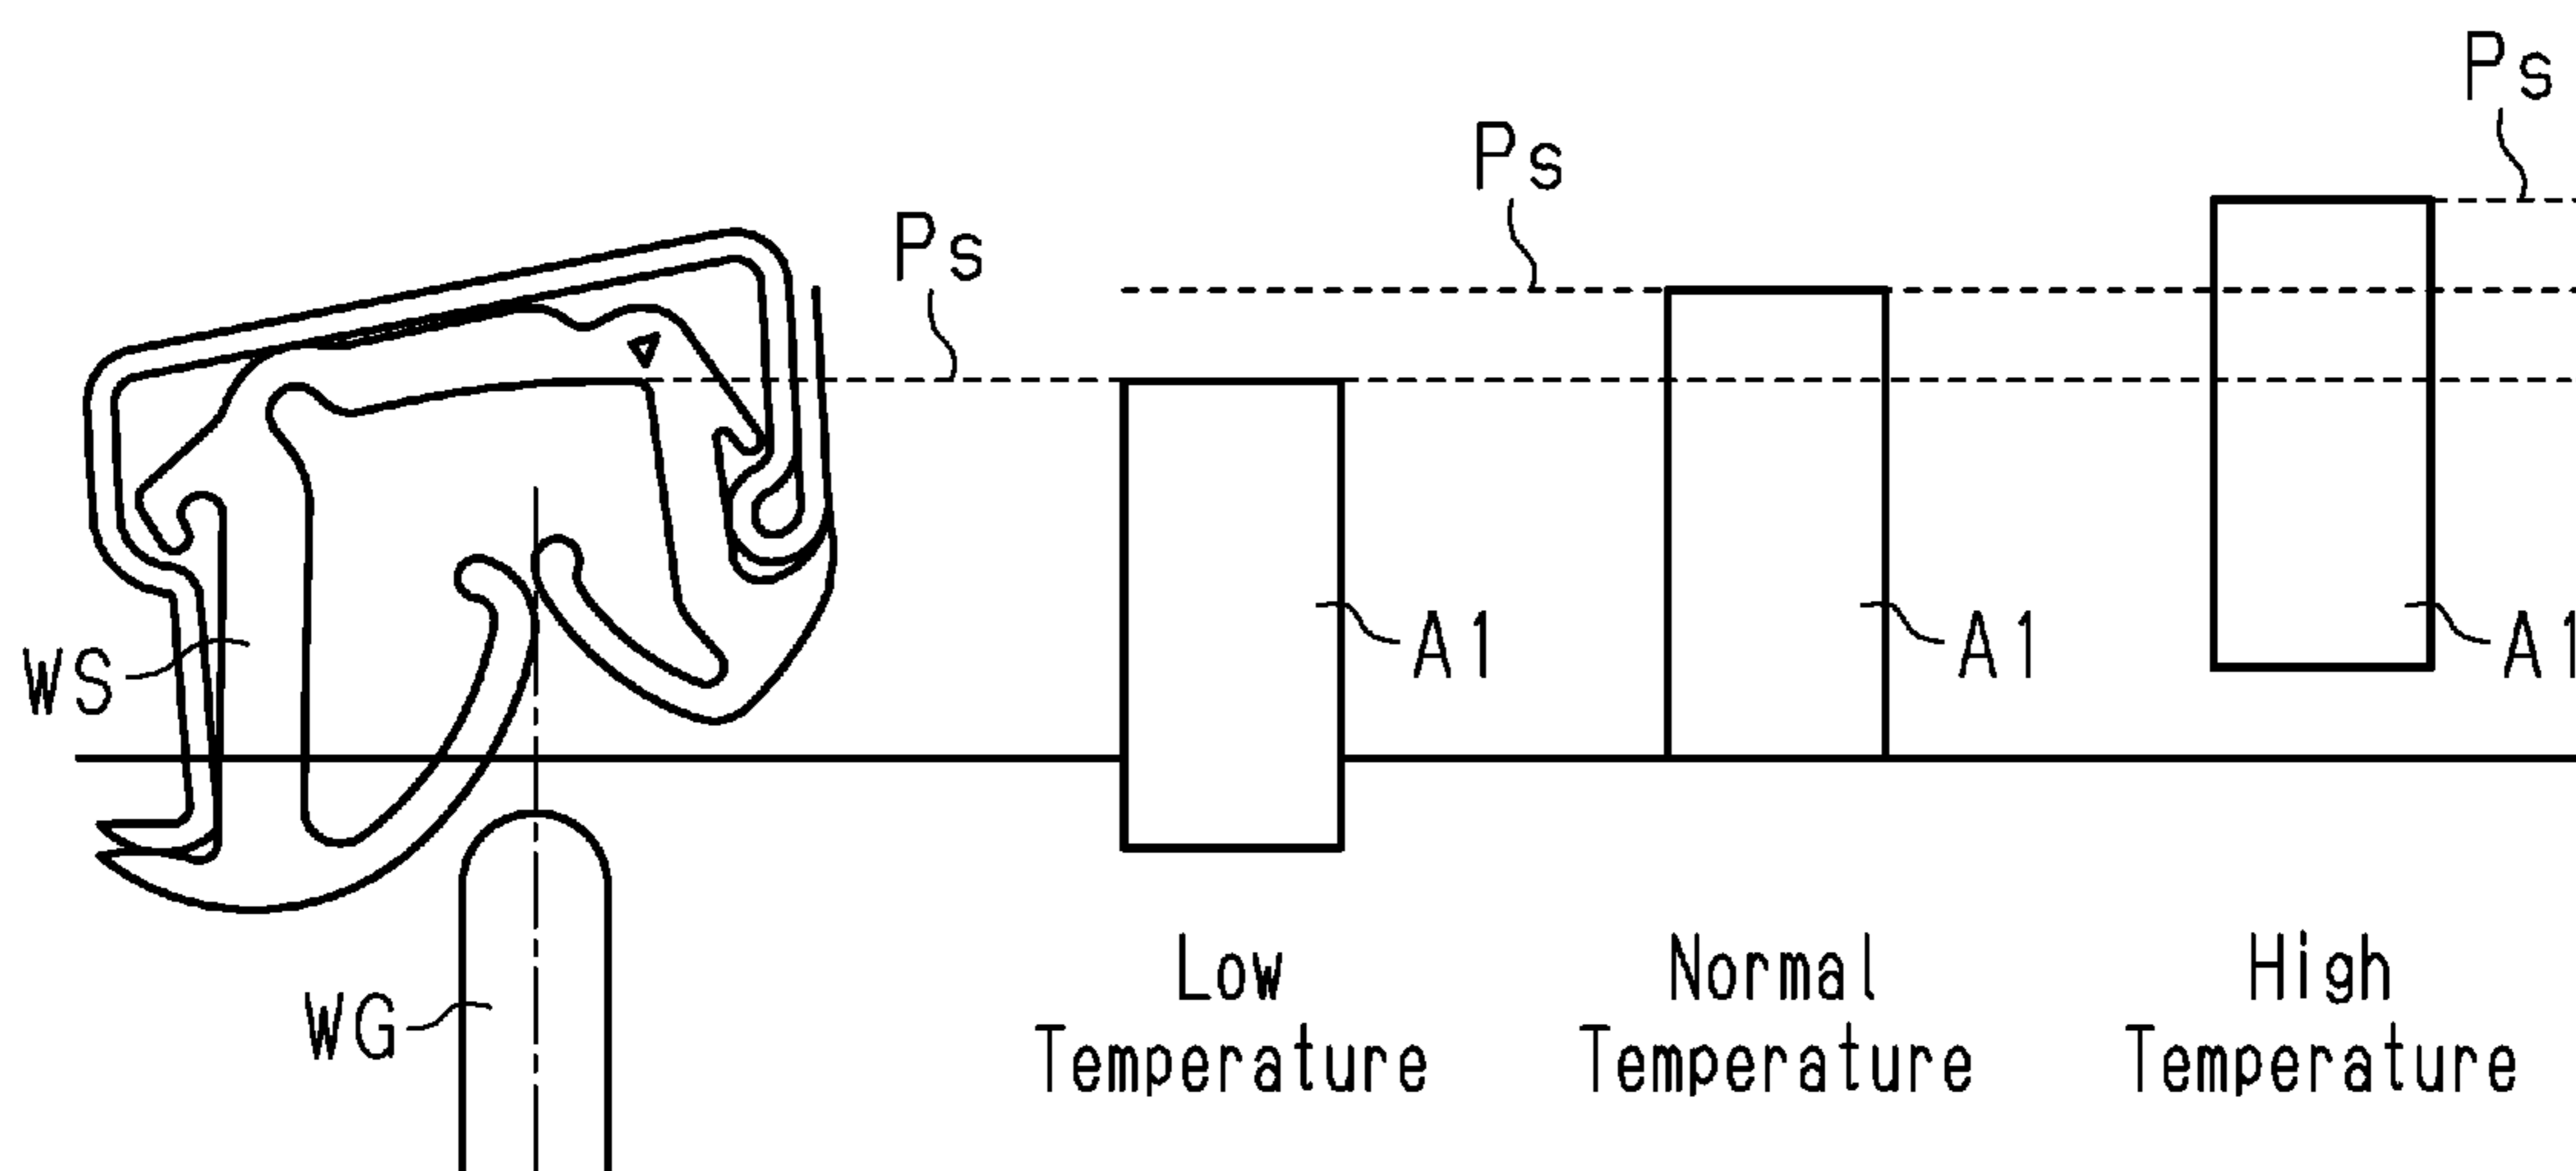 Ps
Ps
Ps
A1
A1
A1
WS
WG
Low
Temperature
Normal
Temperature
High
Temperature